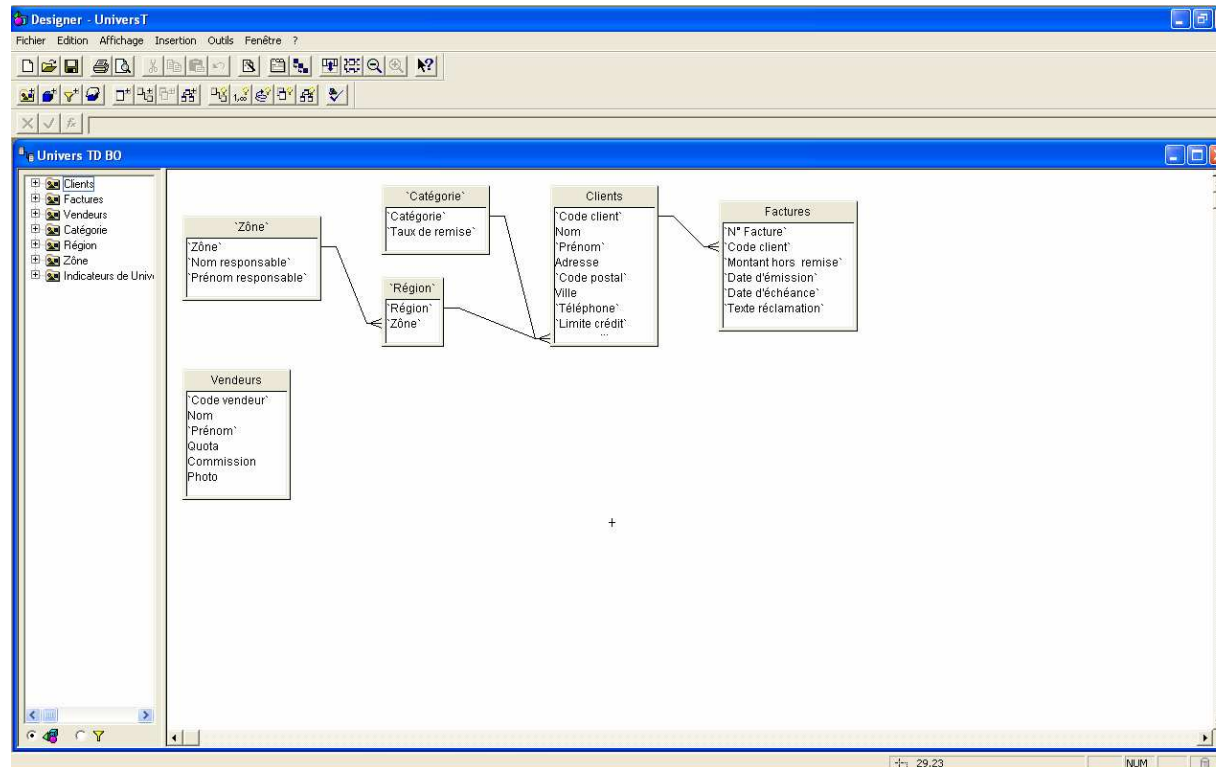 Designer - UniversT
Fichier Edition Affichage Insertion Outils Fenêtre ?
Univers TD BO
Clients
Factures
Vendeurs
Catégorie
Région
Zône
Indicateurs de Unive
`Zône`
`Zône`
`Nom responsable`
`Prénom responsable`
`Catégorie`
`Catégorie`
`Taux de remise`
`Région`
`Région`
`Zône`
Clients
`Code client`
Nom
`Prénom`
Adresse
`Code postal`
Ville
`Téléphone`
`Limite crédit`
...
Factures
`N° Facture`
`Code client`
`Montant hors remise`
`Date d'émission`
`Date d'échéance`
`Texte réclamation`
Vendeurs
`Code vendeur`
Nom
`Prénom`
Quota
Commission
Photo
29,23
NUM